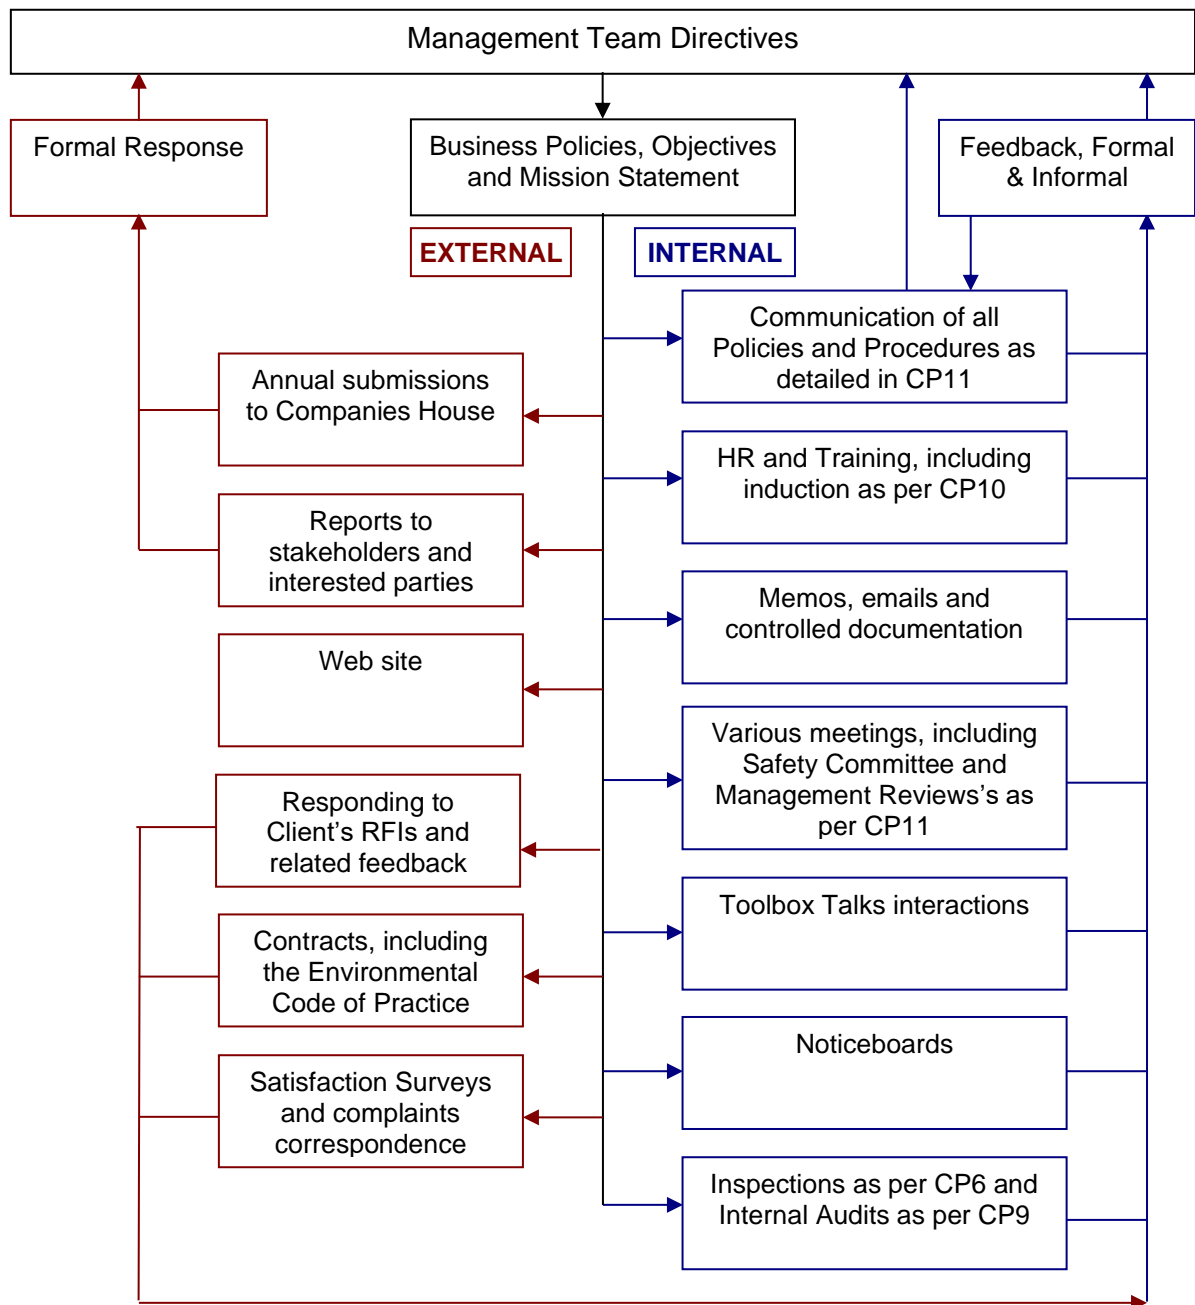 Management Team Directives
Formal Response
Business Policies, Objectives
and Mission Statement
Feedback, Formal
& Informal
EXTERNAL
INTERNAL
Communication of all
Policies and Procedures as
detailed in CP11
Annual submissions
to Companies House
HR and Training, including
induction as per CP10
Reports to
stakeholders and
interested parties
Memos, emails and
controlled documentation
Web site
Various meetings, including
Safety Committee and
Management Reviews's as
per CP11
Responding to
Client's RFIs and
related feedback
Toolbox Talks interactions
Contracts, including
the Environmental
Code of Practice
Noticeboards
Satisfaction Surveys
and complaints
correspondence
Inspections as per CP6 and
Internal Audits as per CP9